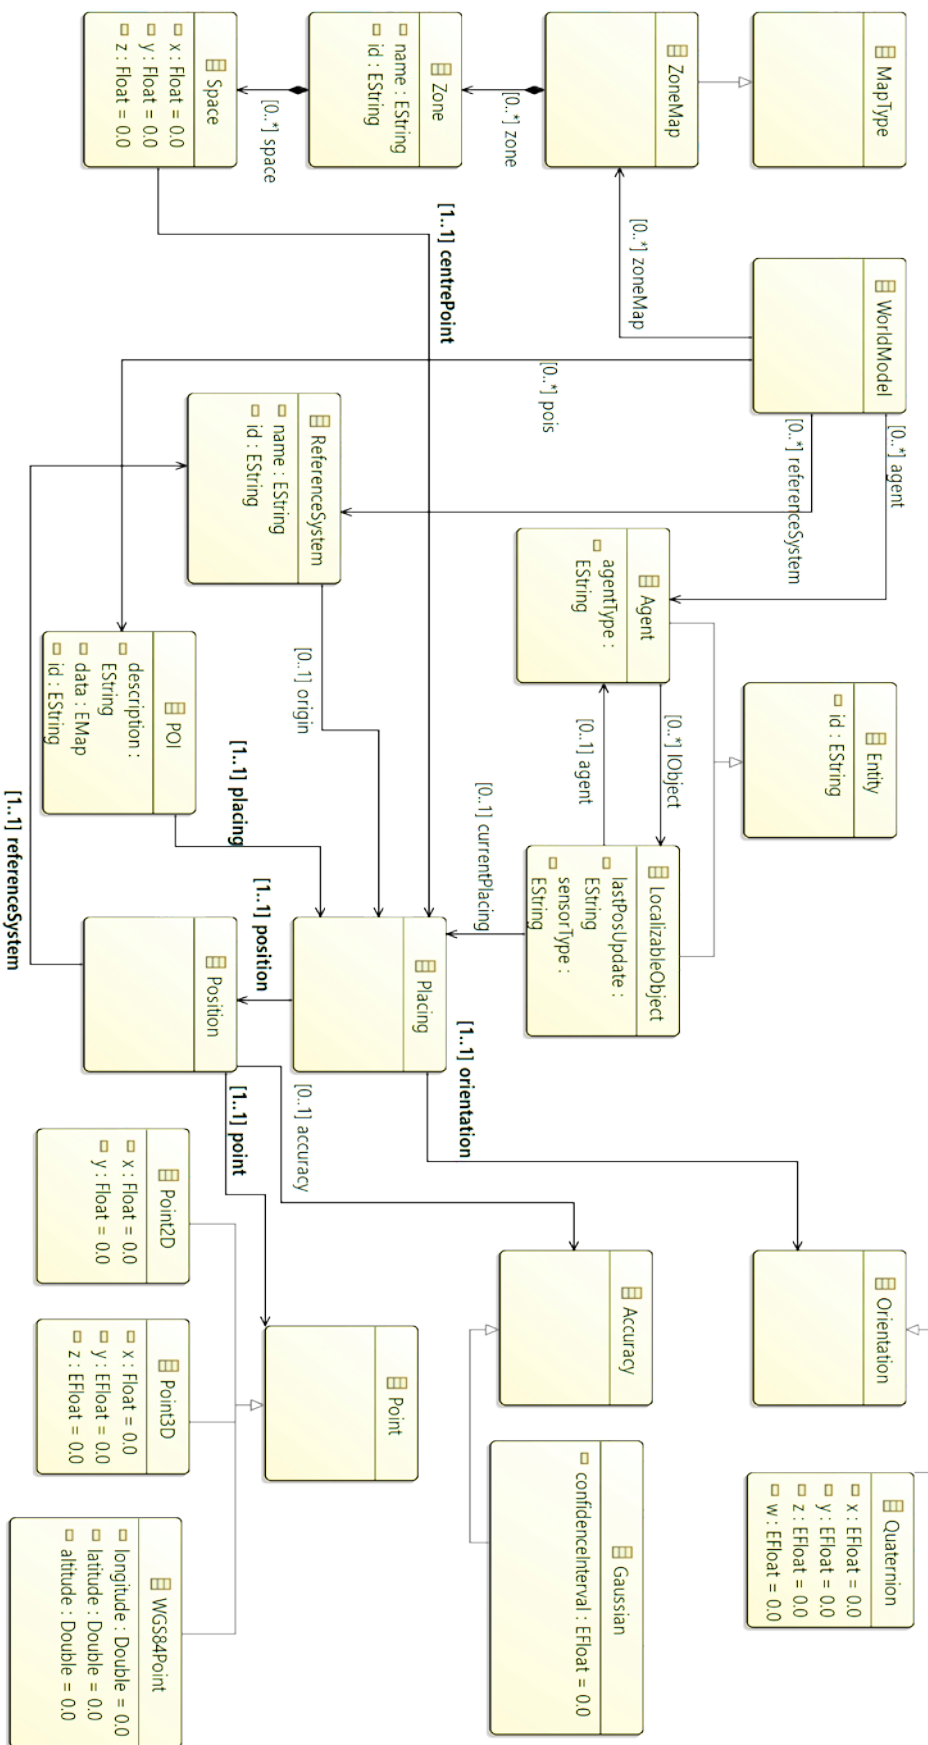 MapType
WorldModel
[0..*] agent
Entity
id : EString
Orientation
Quaternion
x : EFloat = 0.0
y : EFloat = 0.0
z : EFloat = 0.0
w : EFloat = 0.0
ZoneMap
[0..*] zoneMap
[0..*] referenceSystem
Agent
agentType :
EString
[0..*] lObject
[0..1] agent
LocalizableObject
lastPosUpdate :
EString
sensorType :
EString
Accuracy
Gaussian
confidenceInterval : EFloat = 0.0
[0..*] zone
[0..*] pois
[0..1] currentPlacing
[1..1] orientation
Zone
name : EString
id : EString
[1..1] centrePoint
Placing
Point
ReferenceSystem
name : EString
id : EString
[0..1] origin
[0..*] space
[1..1] placing
[1..1] position
[0..1] accuracy
[1..1] point
Space
x : Float = 0.0
y : Float = 0.0
z : Float = 0.0
POI
description :
EString
data : EMap
id : EString
Position
Point2D
x : Float = 0.0
y : Float = 0.0
Point3D
x : Float = 0.0
y : EFloat = 0.0
z : EFloat = 0.0
WGS84Point
longitude : Double = 0.0
latitude : Double = 0.0
altitude : Double = 0.0
[1..1] referenceSystem